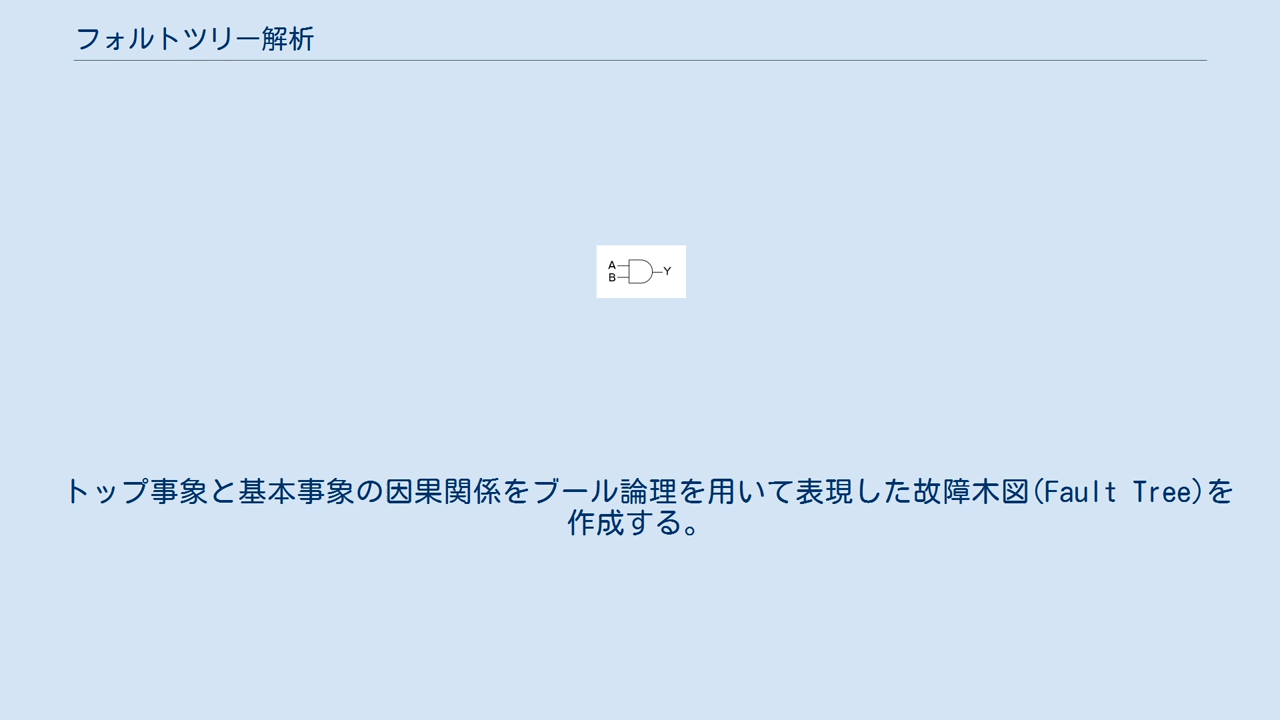 フォルトツリー解析
A
B
Y
トップ事象と基本事象の因果関係をブール論理を用いて表現した故障木図(Fault Tree)を
作成する。